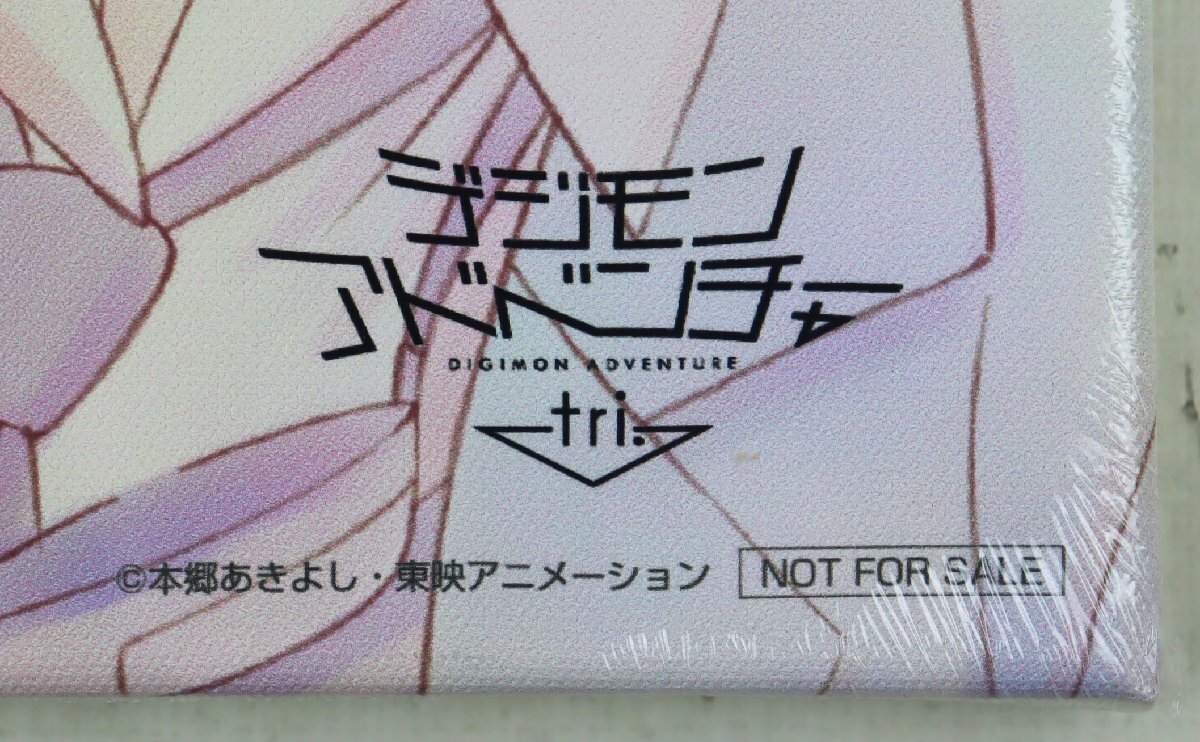 デジモン
アドベンチャー
DIGIMON ADVENTURE
tri.
©本郷あきよし・東映アニメーション
NOT FOR SALE